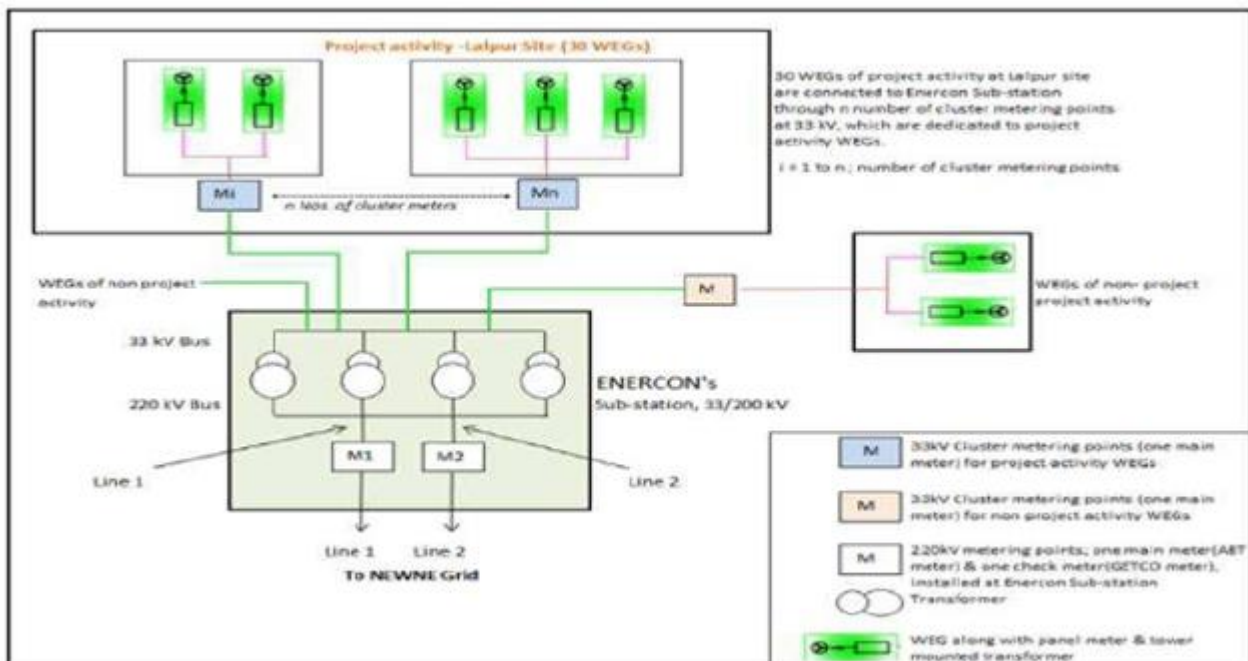 Project activity -Lalpur Site (30 WEGs)
30 WEGs of project activity at Lalpur site
are connected to Enercon Sub-station
through n number of cluster metering points
at 33 kV, which are dedicated to project
activity WEGs.
i = 1 to n ; number of cluster metering points
Mi
Mn
n Nos. of cluster meters
WEGs of non project
activity
M
WEGs of non- project
project activity
33 kV Bus
220 kV Bus
ENERCON's
Sub-station, 33/200 kV
M1
M2
Line 1
Line 2
Line 1
Line 2
To NEWNE Grid
M
33kV Cluster metering points (one main
meter) for project activity WEGs
M
33kV Cluster metering points (one main
meter) for non project activity WEGs
M
220kV metering points; one main meter(ABT
meter) & one check meter(GETCO meter),
installed at Enercon Sub-station
Transformer
WEG along with panel meter & tower
mounted transformer